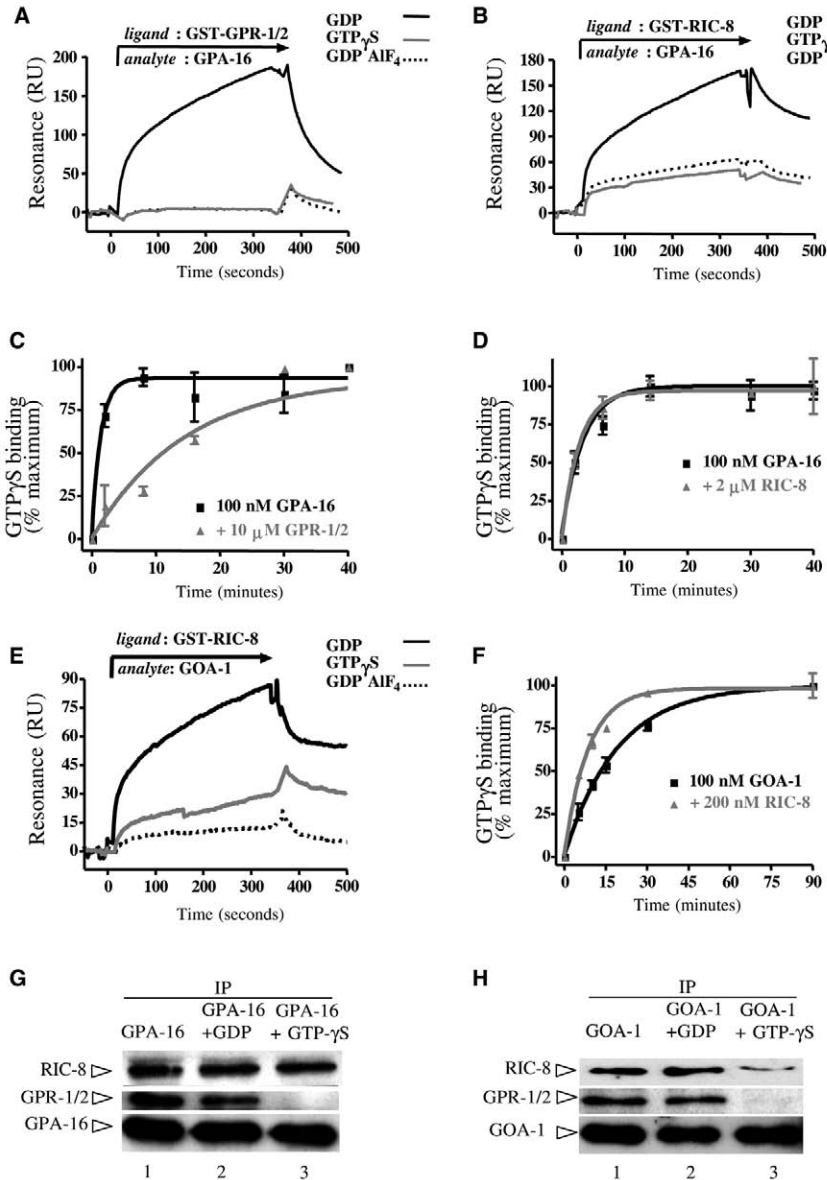 A
ligand : GST-GPR-1/2
analyte : GPA-16
GDP
GTPγS
GDP AlF4
Resonance (RU)
200
150
100
50
0
0 100 200 300 400 500
Time (seconds)
B
ligand : GST-RIC-8
analyte : GPA-16
GDP
GTPγ
GDP
Resonance (RU)
180
150
120
90
60
30
0
0 100 200 300 400 500
Time (seconds)
C
GTPγS binding
(% maximum)
100
75
50
25
0
100 nM GPA-16
+ 10 μM GPR-1/2
0 10 20 30 40
Time (minutes)
D
GTPγS binding
(% maximum)
100
75
50
25
0
100 nM GPA-16
+ 2 μM RIC-8
0 10 20 30 40
Time (minutes)
E
ligand : GST-RIC-8
analyte: GOA-1
GDP
GTPγS
GDP AlF4
Resonance (RU)
90
75
60
45
30
15
0
0 100 200 300 400 500
Time (seconds)
F
GTPγS binding
(% maximum)
100
75
50
25
0
100 nM GOA-1
+ 200 nM RIC-8
0 15 30 45 60 75 90
Time (minutes)
G
IP
GPA-16
GPA-16
+GDP
GPA-16
+ GTP-γS
RIC-8
GPR-1/2
GPA-16
1 2 3
H
IP
GOA-1
GOA-1
+GDP
GOA-1
+ GTP-γS
RIC-8
GPR-1/2
GOA-1
1 2 3